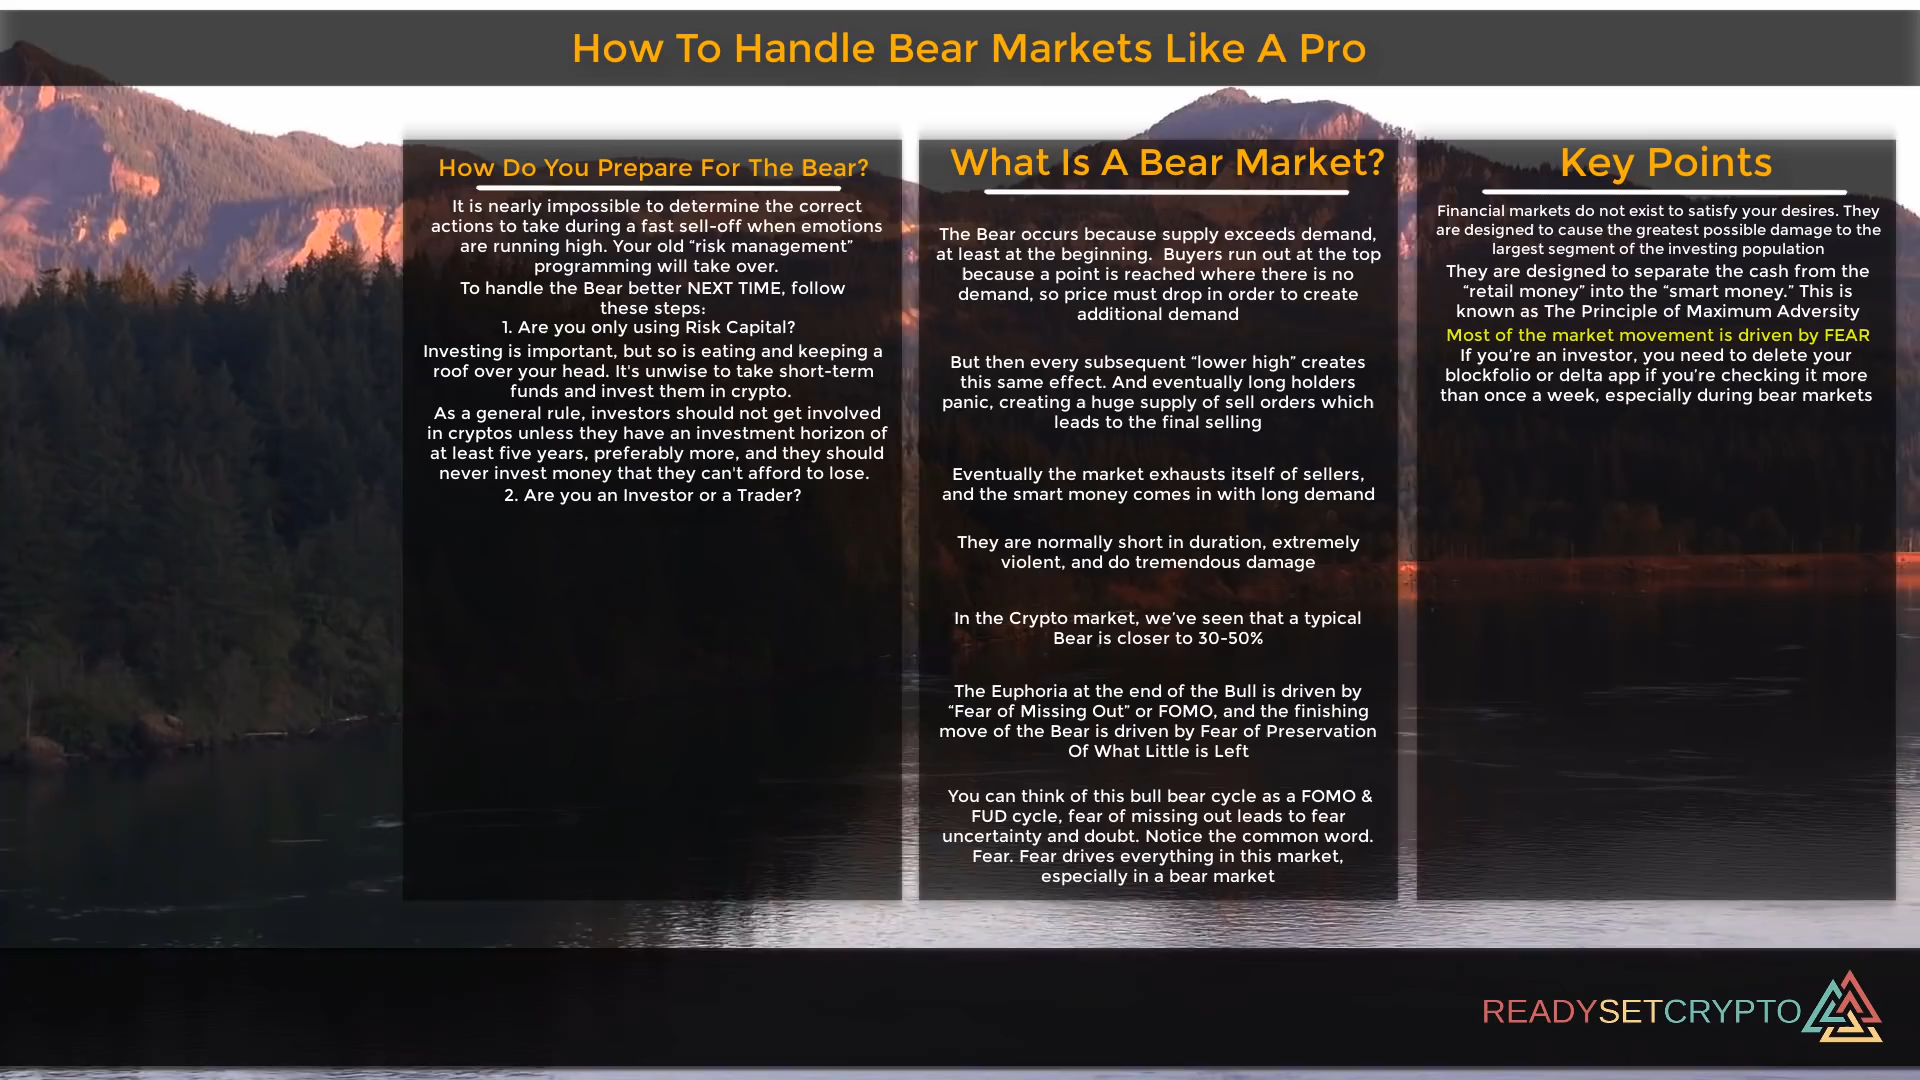 How To Handle Bear Markets Like A Pro
How Do You Prepare For The Bear?
It is nearly impossible to determine the correct
actions to take during a fast sell-off when emotions
are running high. Your old “risk management”
programming will take over.
To handle the Bear better NEXT TIME, follow
these steps:
1. Are you only using Risk Capital?
Investing is important, but so is eating and keeping a
roof over your head. It's unwise to take short-term
funds and invest them in crypto.
As a general rule, investors should not get involved
in cryptos unless they have an investment horizon of
at least five years, preferably more, and they should
never invest money that they can't afford to lose.
2. Are you an Investor or a Trader?
What Is A Bear Market?
The Bear occurs because supply exceeds demand,
at least at the beginning.  Buyers run out at the top
because a point is reached where there is no
demand, so price must drop in order to create
additional demand
But then every subsequent “lower high” creates
this same effect. And eventually long holders
panic, creating a huge supply of sell orders which
leads to the final selling
Eventually the market exhausts itself of sellers,
and the smart money comes in with long demand
They are normally short in duration, extremely
violent, and do tremendous damage
In the Crypto market, we’ve seen that a typical
Bear is closer to 30-50%
The Euphoria at the end of the Bull is driven by
“Fear of Missing Out” or FOMO, and the finishing
move of the Bear is driven by Fear of Preservation
Of What Little is Left
You can think of this bull bear cycle as a FOMO &
FUD cycle, fear of missing out leads to fear
uncertainty and doubt. Notice the common word.
Fear. Fear drives everything in this market,
especially in a bear market
Key Points
Financial markets do not exist to satisfy your desires. They
are designed to cause the greatest possible damage to the
largest segment of the investing population
They are designed to separate the cash from the
“retail money” into the “smart money.” This is
known as The Principle of Maximum Adversity
Most of the market movement is driven by FEAR
If you’re an investor, you need to delete your
blockfolio or delta app if you’re checking it more
than once a week, especially during bear markets
READYSETCRYPTO